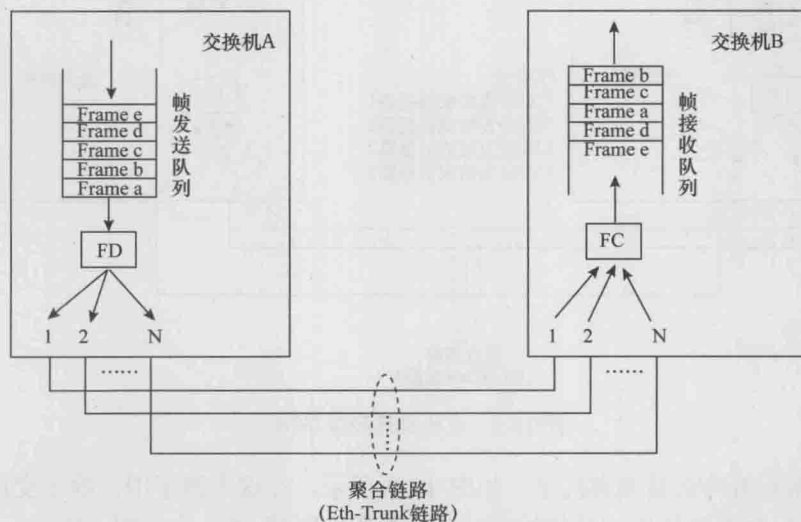 交换机A
Frame e
Frame d
Frame c
Frame b
Frame a
帧发送队列
FD
1 2 N
……
交换机B
Frame b
Frame c
Frame a
Frame d
Frame e
帧接收队列
FC
1 2 N
……
聚合链路
(Eth-Trunk链路)